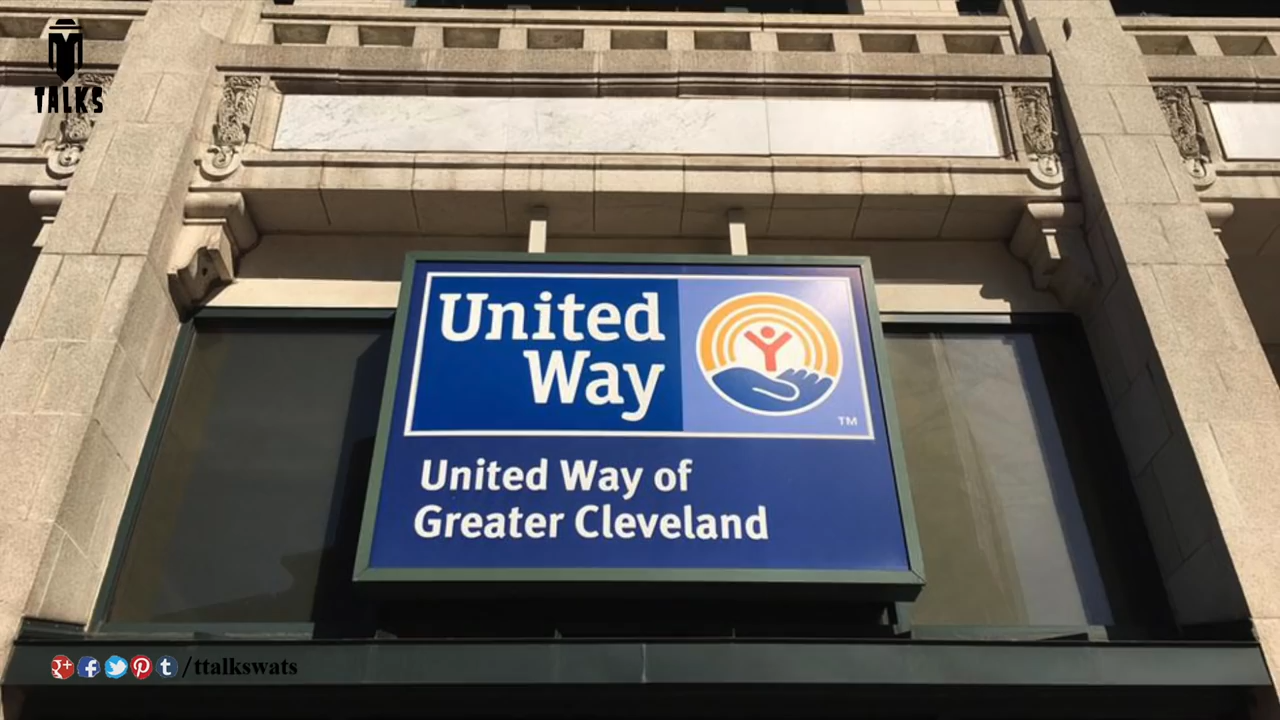 TALKS
United
Way
TM
United Way of
Greater Cleveland
/ttalkswats